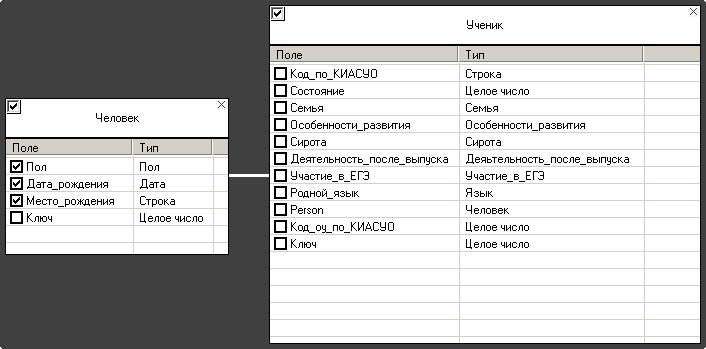 Человек
Поле Тип
Пол Пол
Дата_рождения Дата
Место_рождения Строка
Ключ Целое число
Ученик
Поле Тип
Код_по_КИАСУО Строка
Состояние Целое число
Семья Семья
Особенности_развития Особенности_развития
Сирота Сирота
Деятельность_после_выпуска Деяьтельность_после_выпуска
Участие_в_ЕГЭ Участие_в_ЕГЭ
Родной_язык Язык
Person Человек
Код_оу_по_КИАСУО Целое число
Ключ Целое число